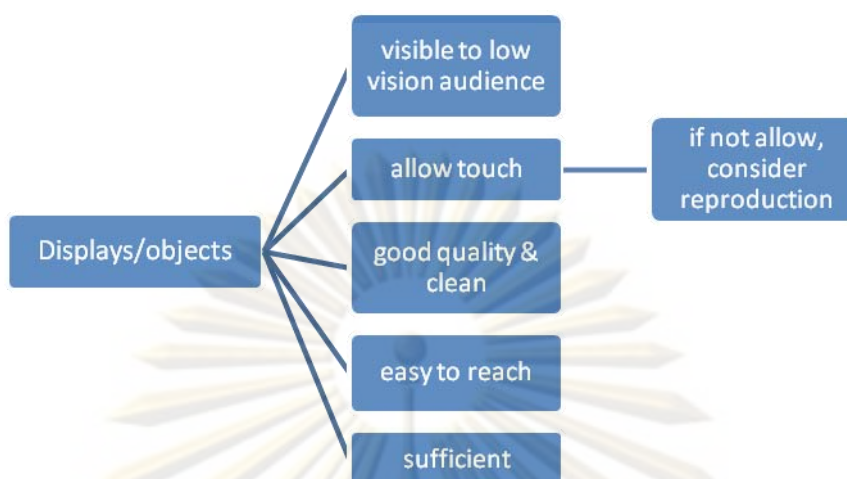 visible to low
vision audience
allow touch
if not allow,
consider
reproduction
Displays/objects
good quality &
clean
easy to reach
sufficient